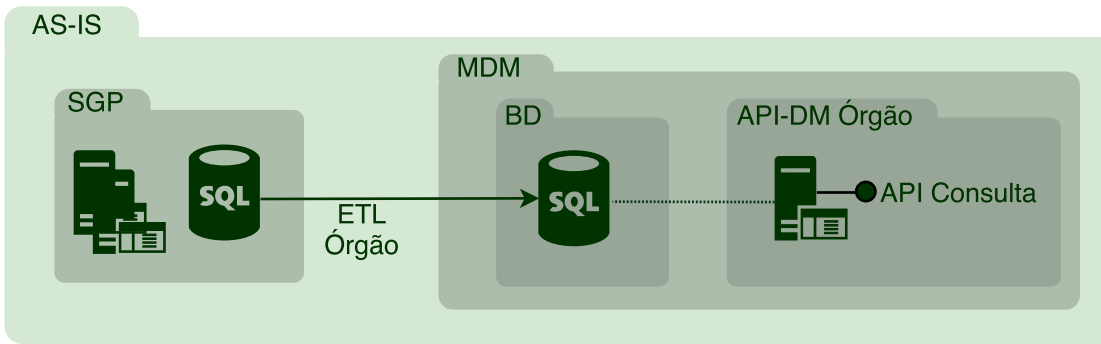 AS-IS
MDM
SGP
BD
API-DM Órgão
SQL
SQL
API Consulta
ETL
Órgão